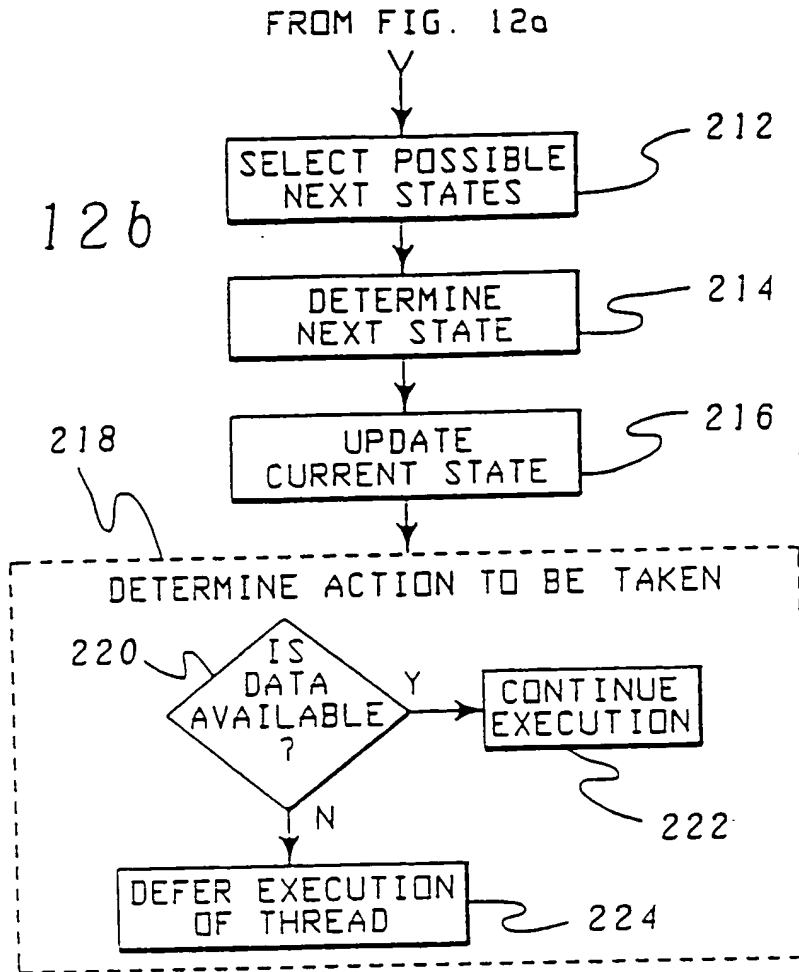 FROM FIG. 12a
212
SELECT POSSIBLE
NEXT STATES
12b
214
DETERMINE
NEXT STATE
216
UPDATE
CURRENT STATE
218
DETERMINE ACTION TO BE TAKEN
220
IS
DATA
AVAILABLE
?
Y
CONTINUE
EXECUTION
222
N
DEFER EXECUTION
OF THREAD
224